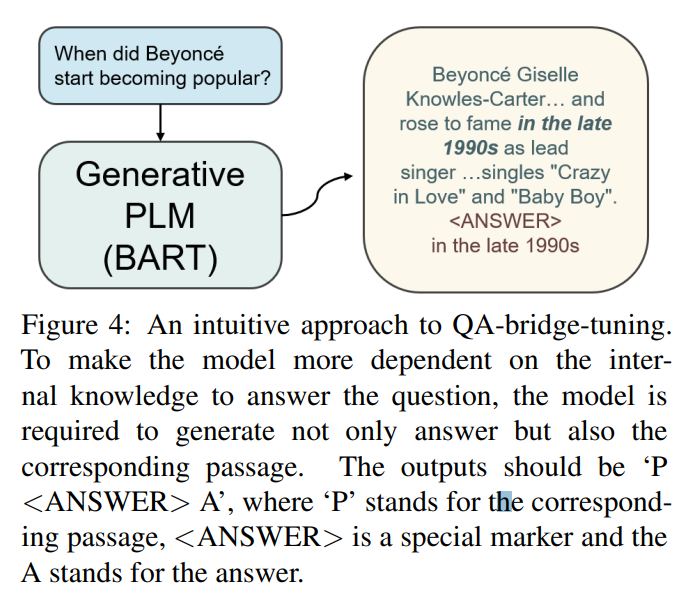 When did Beyoncé
start becoming popular?
Generative
PLM
(BART)
Beyoncé Giselle
Knowles-Carter… and
rose to fame in the late
1990s as lead
singer …singles "Crazy
in Love" and "Baby Boy".
<ANSWER>
in the late 1990s
Figure 4: An intuitive approach to QA-bridge-tuning.
To make the model more dependent on the inter-
nal knowledge to answer the question, the model is
required to generate not only answer but also the
corresponding passage. The outputs should be ‘P
<ANSWER> A’, where ‘P’ stands for the correspond-
ing passage, <ANSWER> is a special marker and the
A stands for the answer.